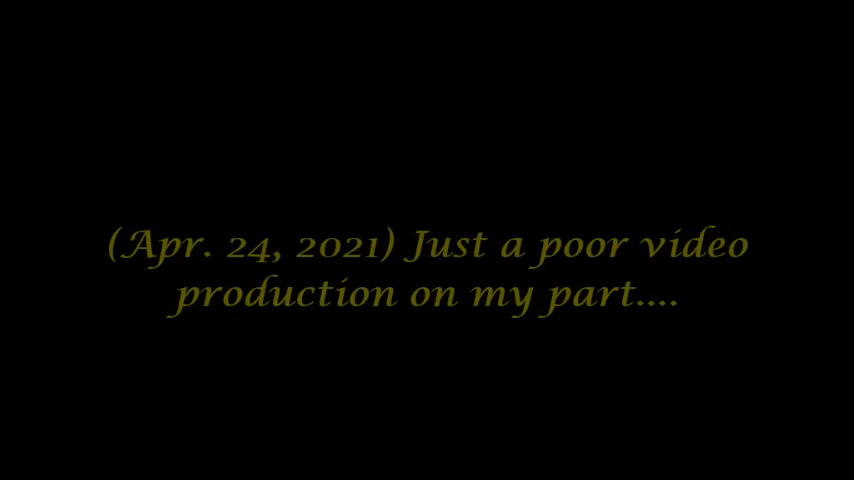 (Apr. 24, 2021) Just a poor video
production on my part....